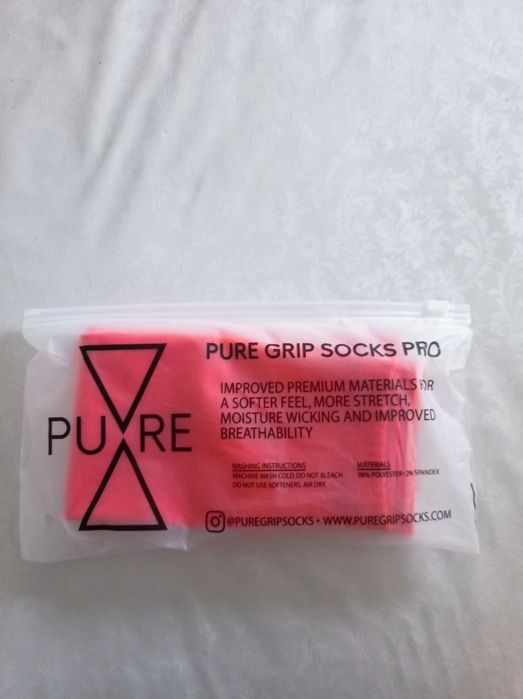 PURE
PURE GRIP SOCKS PRO
IMPROVED PREMIUM MATERIALS FOR
A SOFTER FEEL, MORE STRETCH,
MOISTURE WICKING AND IMPROVED
BREATHABILITY
WASHING INSTRUCTIONS
MACHINE WASH COLD. DO NOT BLEACH
DO NOT USE SOFTENERS. AIR DRY.
MATERIALS
98% POLYESTER • 2% SPANDEX
@PUREGRIPSOCKS • WWW.PUREGRIPSOCKS.COM